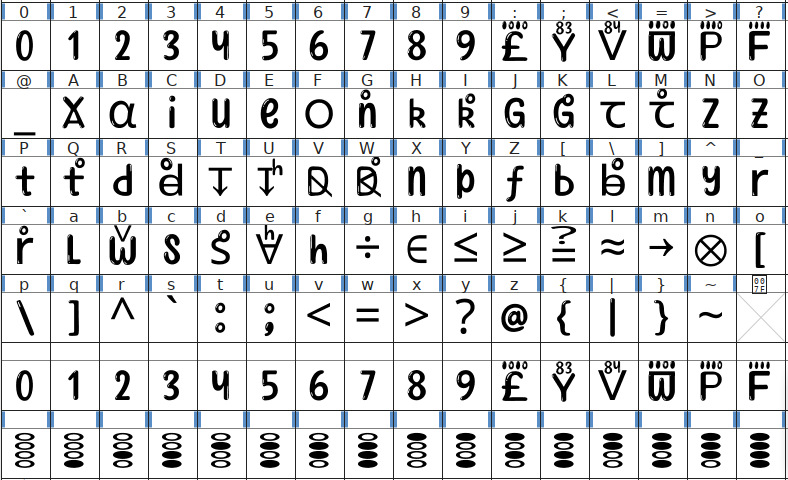 0 1 2 3 4 5 6 7 8 9 : ; < = > ?
0 1 2 3 4 5 6 7 8 9 £ Y V W P F
@ A B C D E F G H I J K L M N O
_ α i u e O n̊ k k̊ G G̊ τ τ̊ Z Ƶ
P Q R S T U V W X Y Z [ \ ] ^ _
t t̊ d n p ƒ b m y r
` a b c d e f g h i j k l m n o
r̊ L S S̊ ∀ h ÷ ∈ ≤ ≥ ≟ ≈ → ⊗ [
p q r s t u v w x y z { | } ~ 007F
\ ] ^ ` : ; < = > ? @ { | } ~
0 1 2 3 4 5 6 7 8 9 £ Y V W P F